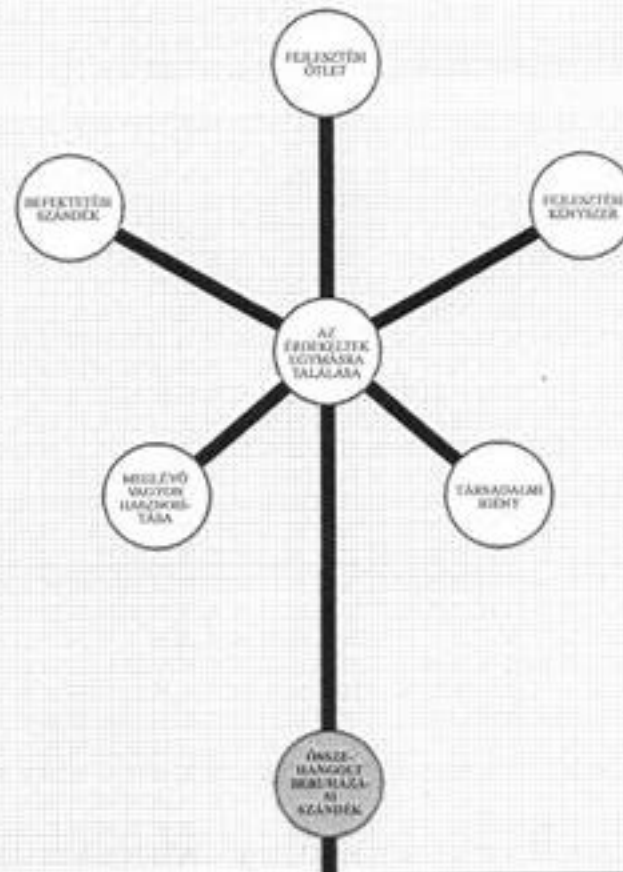 FEJLESZTÉSI
ÖTLET
BEFEKTETÉSI
SZÁNDÉK
FEJLESZTÉSI
KÉNYSZER
AZ
ÉRDEKELTEK
EGYMÁSRA
TALÁLÁSA
MEGLÉVŐ
VAGYON
HASZNOSÍ-
TÁSA
TÁRSADALMI
IGÉNY
ÖSSZE-
HANGOLT
BERUHÁZÁ-
SI
SZÁNDÉK